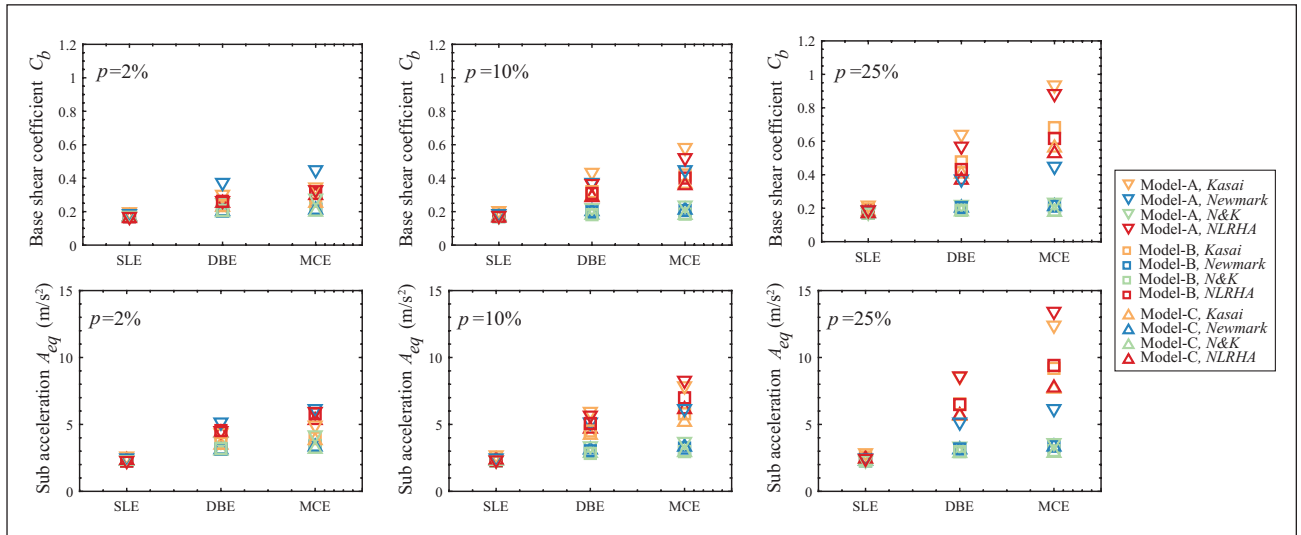 Base shear coefficient C_b
1.2
1
0.8
0.6
0.4
0.2
0
p=2%
SLE DBE MCE
Base shear coefficient C_b
1.2
1
0.8
0.6
0.4
0.2
0
p=10%
SLE DBE MCE
Base shear coefficient C_b
1.2
1
0.8
0.6
0.4
0.2
0
p=25%
SLE DBE MCE
Sub acceleration A_eq (m/s²)
15
10
5
0
p=2%
SLE DBE MCE
Sub acceleration A_eq (m/s²)
15
10
5
0
p=10%
SLE DBE MCE
Sub acceleration A_eq (m/s²)
15
10
5
0
p=25%
SLE DBE MCE
Model-A, Kasai
Model-A, Newmark
Model-A, N&K
Model-A, NLRHA
Model-B, Kasai
Model-B, Newmark
Model-B, N&K
Model-B, NLRHA
Model-C, Kasai
Model-C, Newmark
Model-C, N&K
Model-C, NLRHA